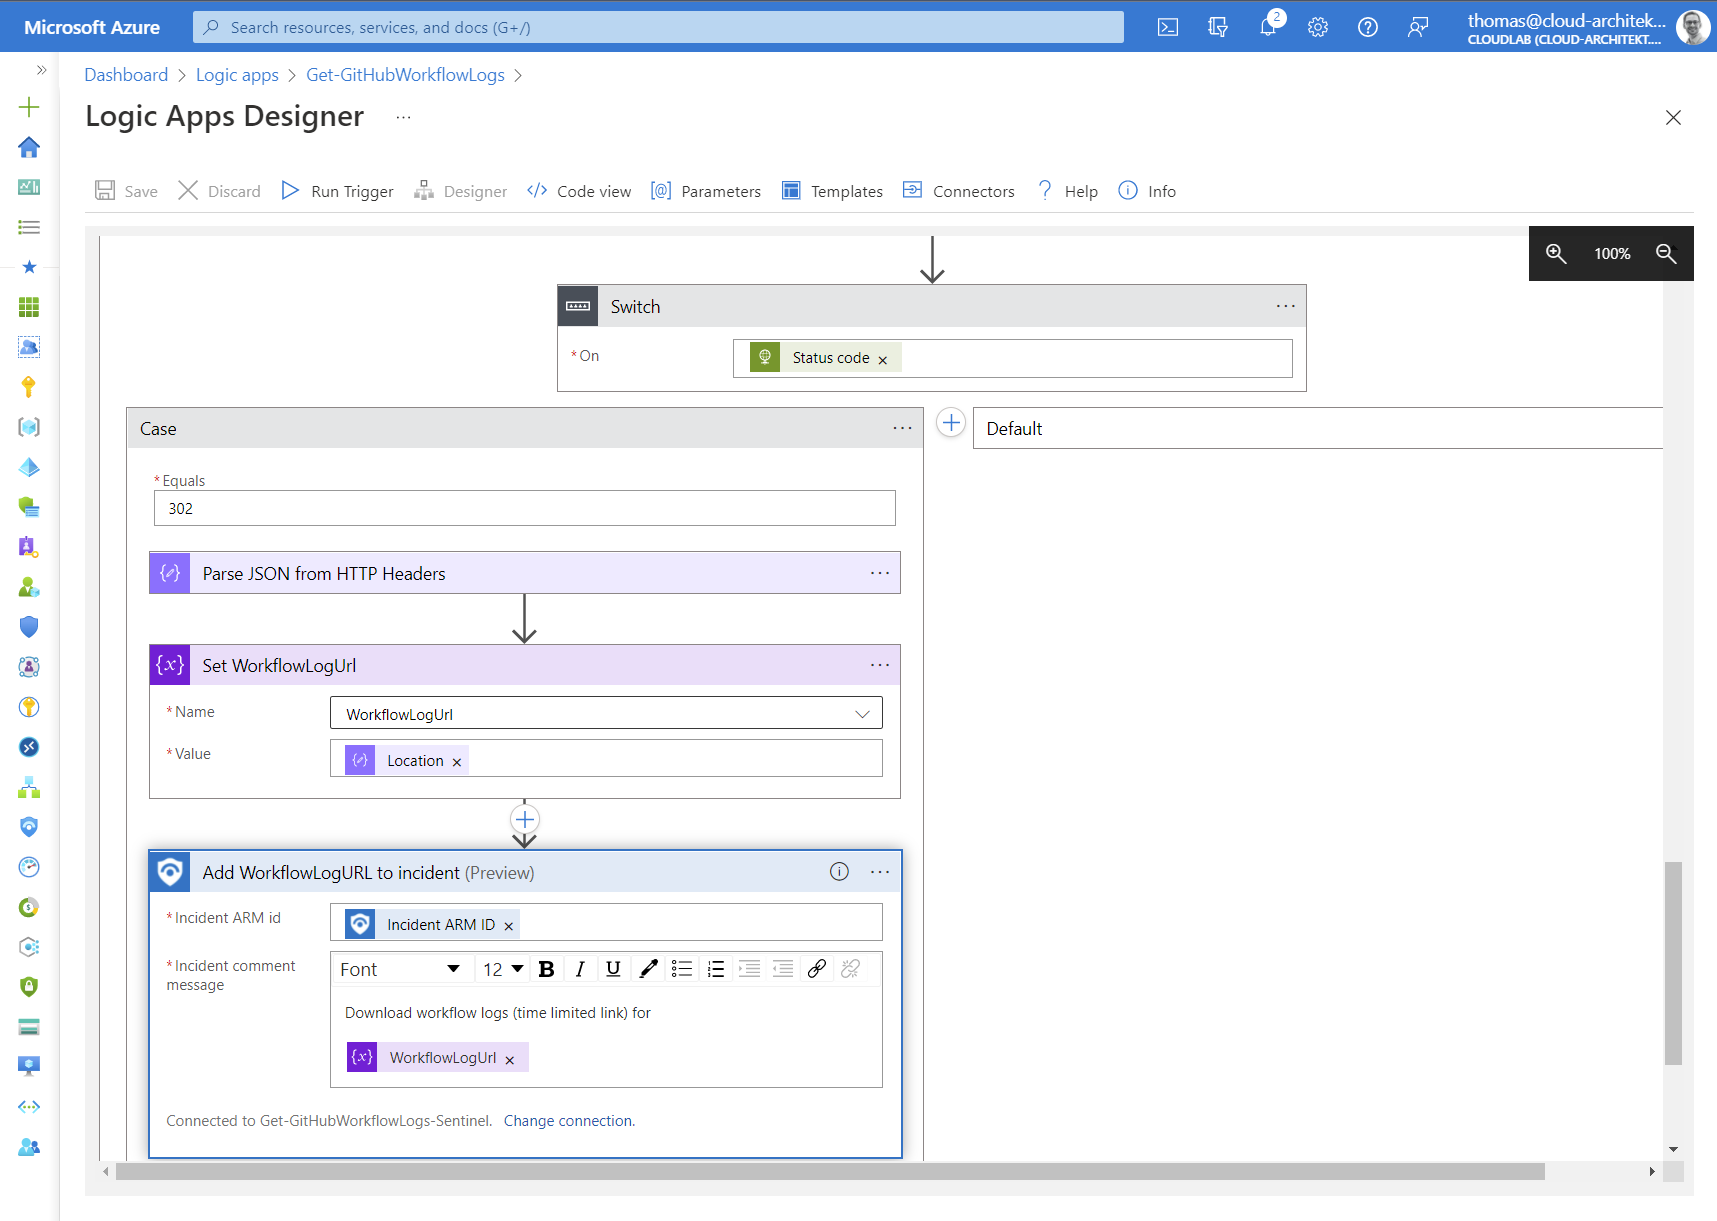 Microsoft Azure
Search resources, services, and docs (G+/)
2
thomas@cloud-architek...
CLOUDLAB (CLOUD-ARCHITEKT....
Dashboard > Logic apps > Get-GitHubWorkflowLogs >
Logic Apps Designer ...
Save Discard Run Trigger Designer Code view Parameters Templates Connectors Help Info
100%
Switch
* On
Status code ×
Case
Default
* Equals
302
Parse JSON from HTTP Headers
Set WorkflowLogUrl
* Name
WorkflowLogUrl
* Value
Location ×
Add WorkflowLogURL to incident (Preview)
* Incident ARM id
Incident ARM ID ×
* Incident comment message
Font 12 B I U
Download workflow logs (time limited link) for
WorkflowLogUrl ×
Connected to Get-GitHubWorkflowLogs-Sentinel. Change connection.